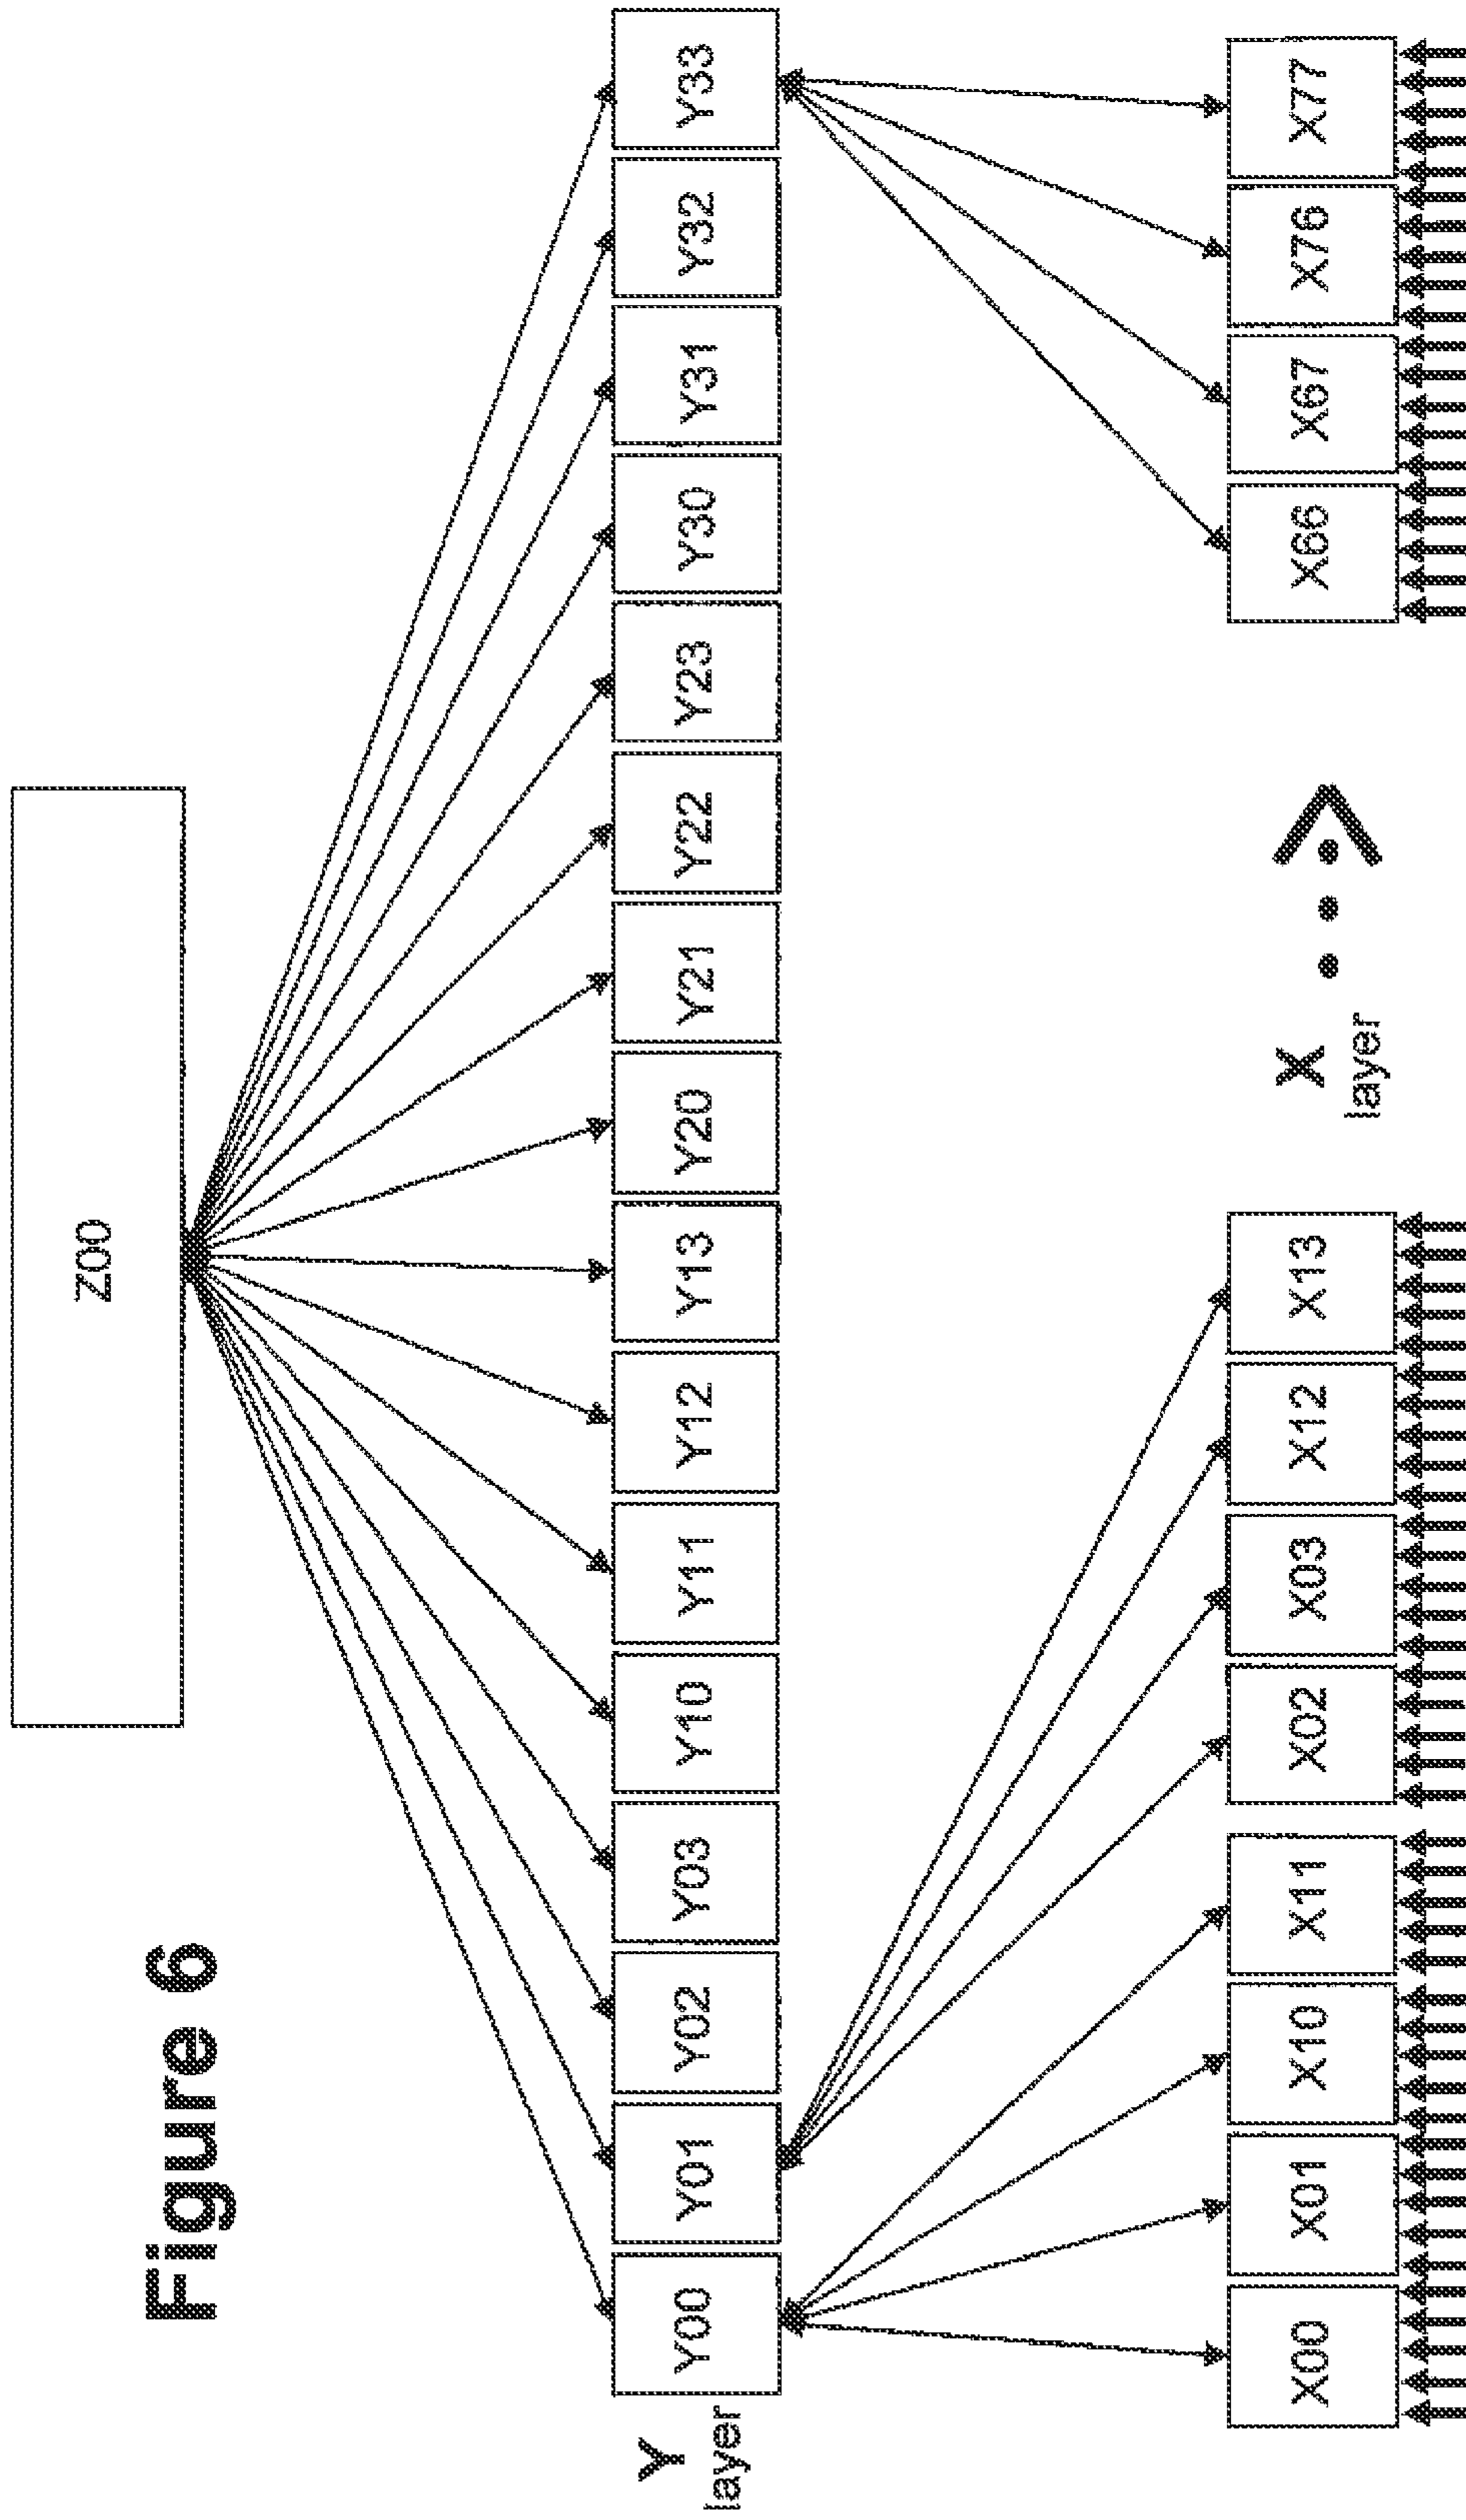 Figure 6
Z00
Y
layer
Y00
Y01
Y02
Y03
Y10
Y11
Y12
Y13
Y20
Y21
Y22
Y23
Y30
Y31
Y32
Y33
X00
X01
X10
X11
X02
X03
X12
X13
X
layer
X66
X67
X76
X77